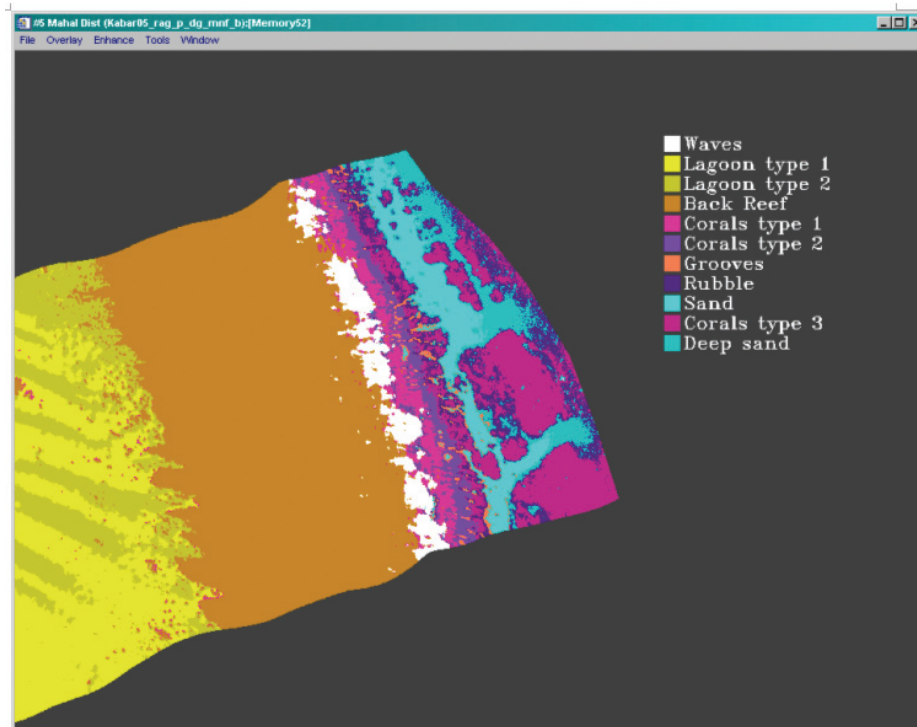 #5 Mahal Dist (Kabar05_rag_p_dg_mnf_b):[Memory52]
File Overlay Enhance Tools Window
Waves
Lagoon type 1
Lagoon type 2
Back Reef
Corals type 1
Corals type 2
Grooves
Rubble
Sand
Corals type 3
Deep sand